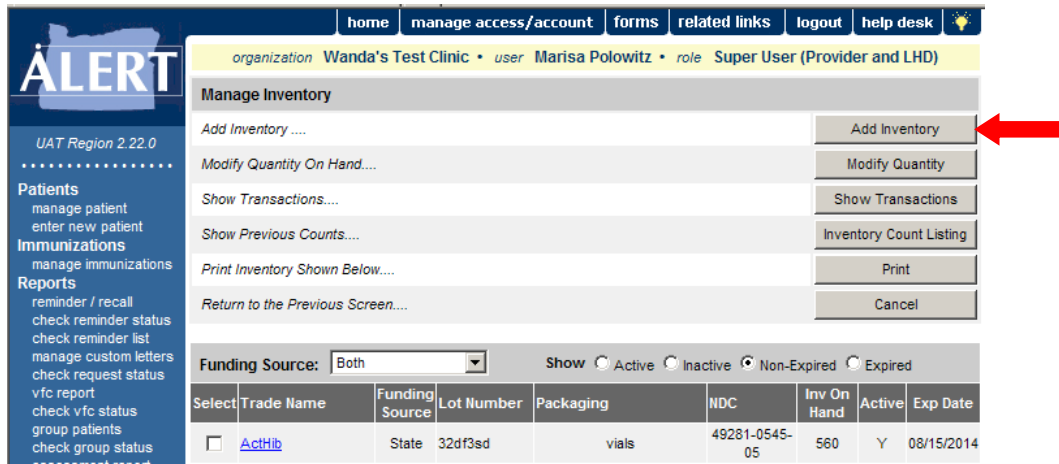 home manage access/account forms related links logout help desk
ALERT
organization Wanda's Test Clinic • user Marisa Polowitz • role Super User (Provider and LHD)
UAT Region 2.22.0
Patients
manage patient
enter new patient
Immunizations
manage immunizations
Reports
reminder / recall
check reminder status
check reminder list
manage custom letters
check request status
vfc report
check vfc status
group patients
check group status
assessment report
Manage Inventory
Add Inventory .... Add Inventory
Modify Quantity On Hand.... Modify Quantity
Show Transactions.... Show Transactions
Show Previous Counts.... Inventory Count Listing
Print Inventory Shown Below.... Print
Return to the Previous Screen.... Cancel
Funding Source: Both Show Active Inactive Non-Expired Expired
Select Trade Name Funding Source Lot Number Packaging NDC Inv On Hand Active Exp Date
ActHib State 32df3sd vials 49281-0545-05 560 Y 08/15/2014